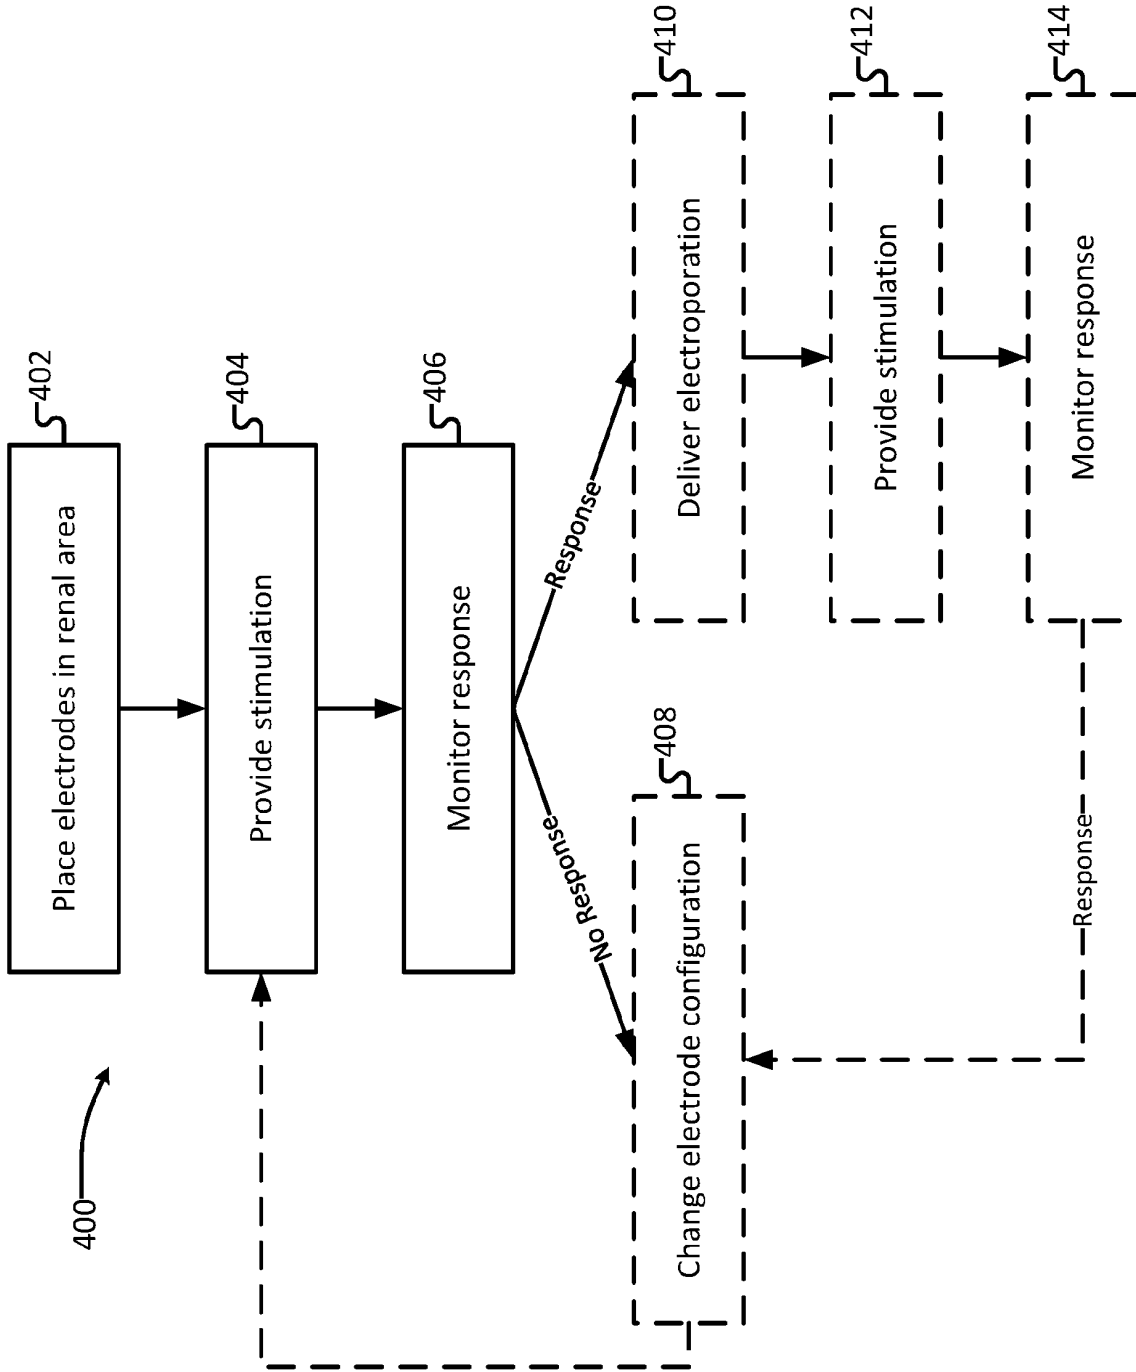 400
Place electrodes in renal area
402
Provide stimulation
404
Monitor response
406
No Response
Response
Change electrode configuration
408
Deliver electroporation
410
Provide stimulation
412
Monitor response
414
Response